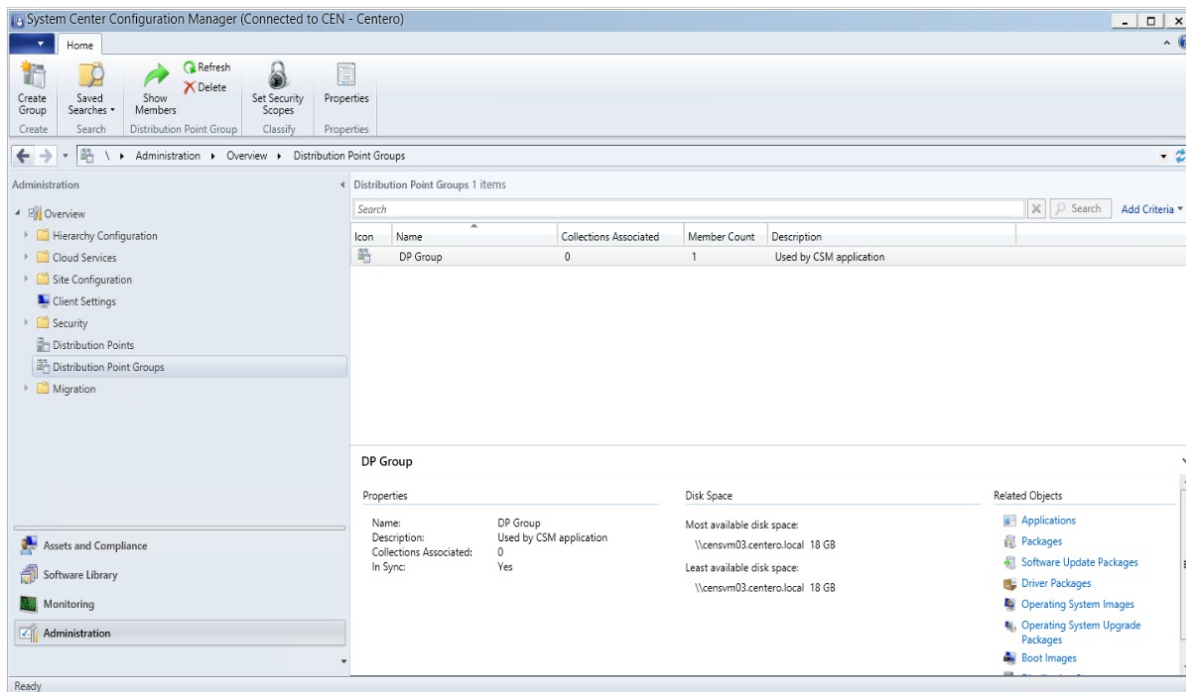 System Center Configuration Manager (Connected to CEN - Centero)
Home
Create Group
Saved Searches
Show Members
Refresh
Delete
Set Security Scopes
Properties
Create
Search
Distribution Point Group
Classify
Properties
\ Administration Overview Distribution Point Groups
Administration
Overview
Hierarchy Configuration
Cloud Services
Site Configuration
Client Settings
Security
Distribution Points
Distribution Point Groups
Migration
Assets and Compliance
Software Library
Monitoring
Administration
Distribution Point Groups 1 items
Search
Search
Add Criteria
Icon Name Collections Associated Member Count Description
DP Group 0 1 Used by CSM application
DP Group
Properties
Name: DP Group
Description: Used by CSM application
Collections Associated: 0
In Sync: Yes
Disk Space
Most available disk space:
\\censvm03.centero.local 18 GB
Least available disk space:
\\censvm03.centero.local 18 GB
Related Objects
Applications
Packages
Software Update Packages
Driver Packages
Operating System Images
Operating System Upgrade
Packages
Boot Images
Ready